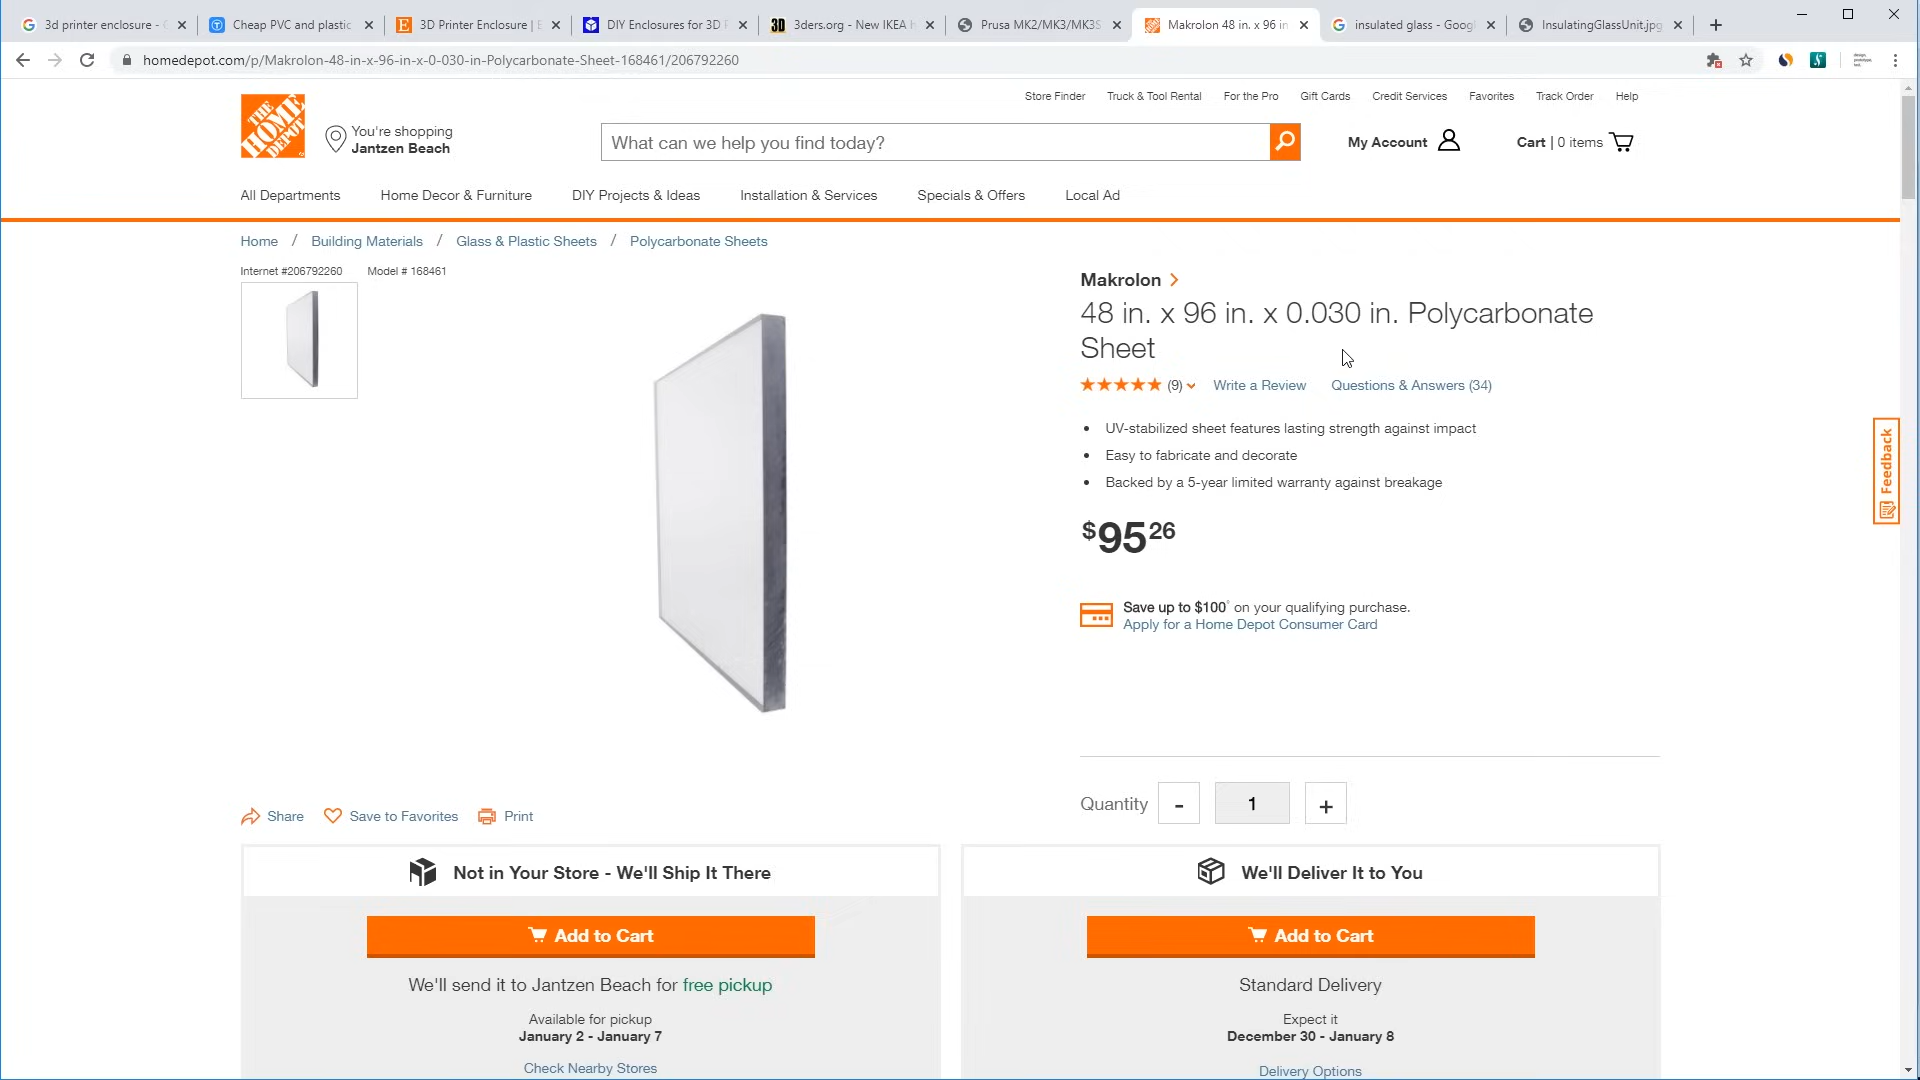 3d printer enclosure -
Cheap PVC and plastic
3D Printer Enclosure |
DIY Enclosures for 3D
3ders.org - New IKEA
Prusa MK2/MK3/MK3S
Makrolon 48 in. x 96 in
insulated glass - Goog
InsulatingGlassUnit.jpg
homedepot.com/p/Makrolon-48-in-x-96-in-x-0-030-in-Polycarbonate-Sheet-168461/206792260
Store Finder
Truck & Tool Rental
For the Pro
Gift Cards
Credit Services
Favorites
Track Order
Help
THE HOME DEPOT
You're shopping
Jantzen Beach
What can we help you find today?
My Account
Cart | 0 items
All Departments
Home Decor & Furniture
DIY Projects & Ideas
Installation & Services
Specials & Offers
Local Ad
Home / Building Materials / Glass & Plastic Sheets / Polycarbonate Sheets
Internet #206792260 Model # 168461
Makrolon
48 in. x 96 in. x 0.030 in. Polycarbonate
Sheet
(9)
Write a Review
Questions & Answers (34)
• UV-stabilized sheet features lasting strength against impact
• Easy to fabricate and decorate
• Backed by a 5-year limited warranty against breakage
$95 26
Save up to $100° on your qualifying purchase.
Apply for a Home Depot Consumer Card
Feedback
Quantity - 1 +
Share
Save to Favorites
Print
Not in Your Store - We'll Ship It There
Add to Cart
We'll send it to Jantzen Beach for free pickup
Available for pickup
January 2 - January 7
Check Nearby Stores
We'll Deliver It to You
Add to Cart
Standard Delivery
Expect it
December 30 - January 8
Delivery Options